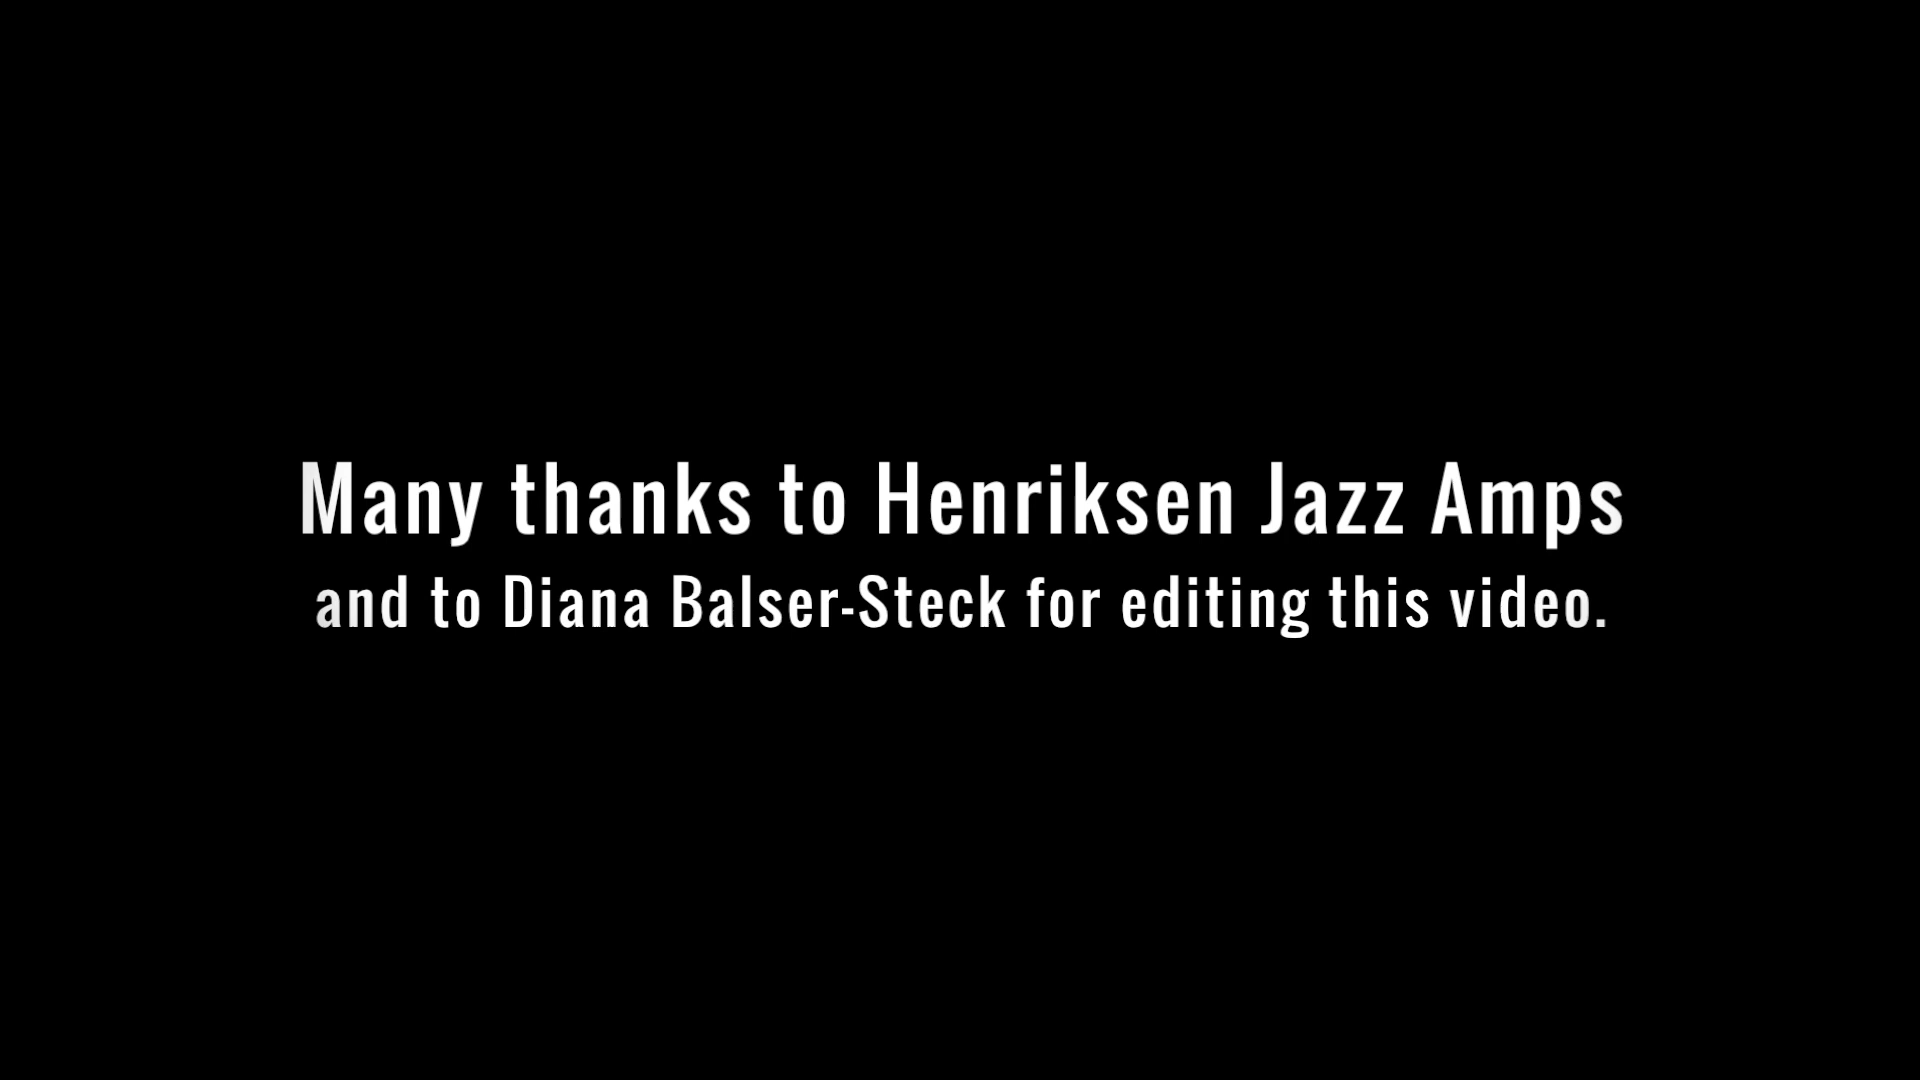 Many thanks to Henriksen Jazz Amps
and to Diana Balser-Steck for editing this video.